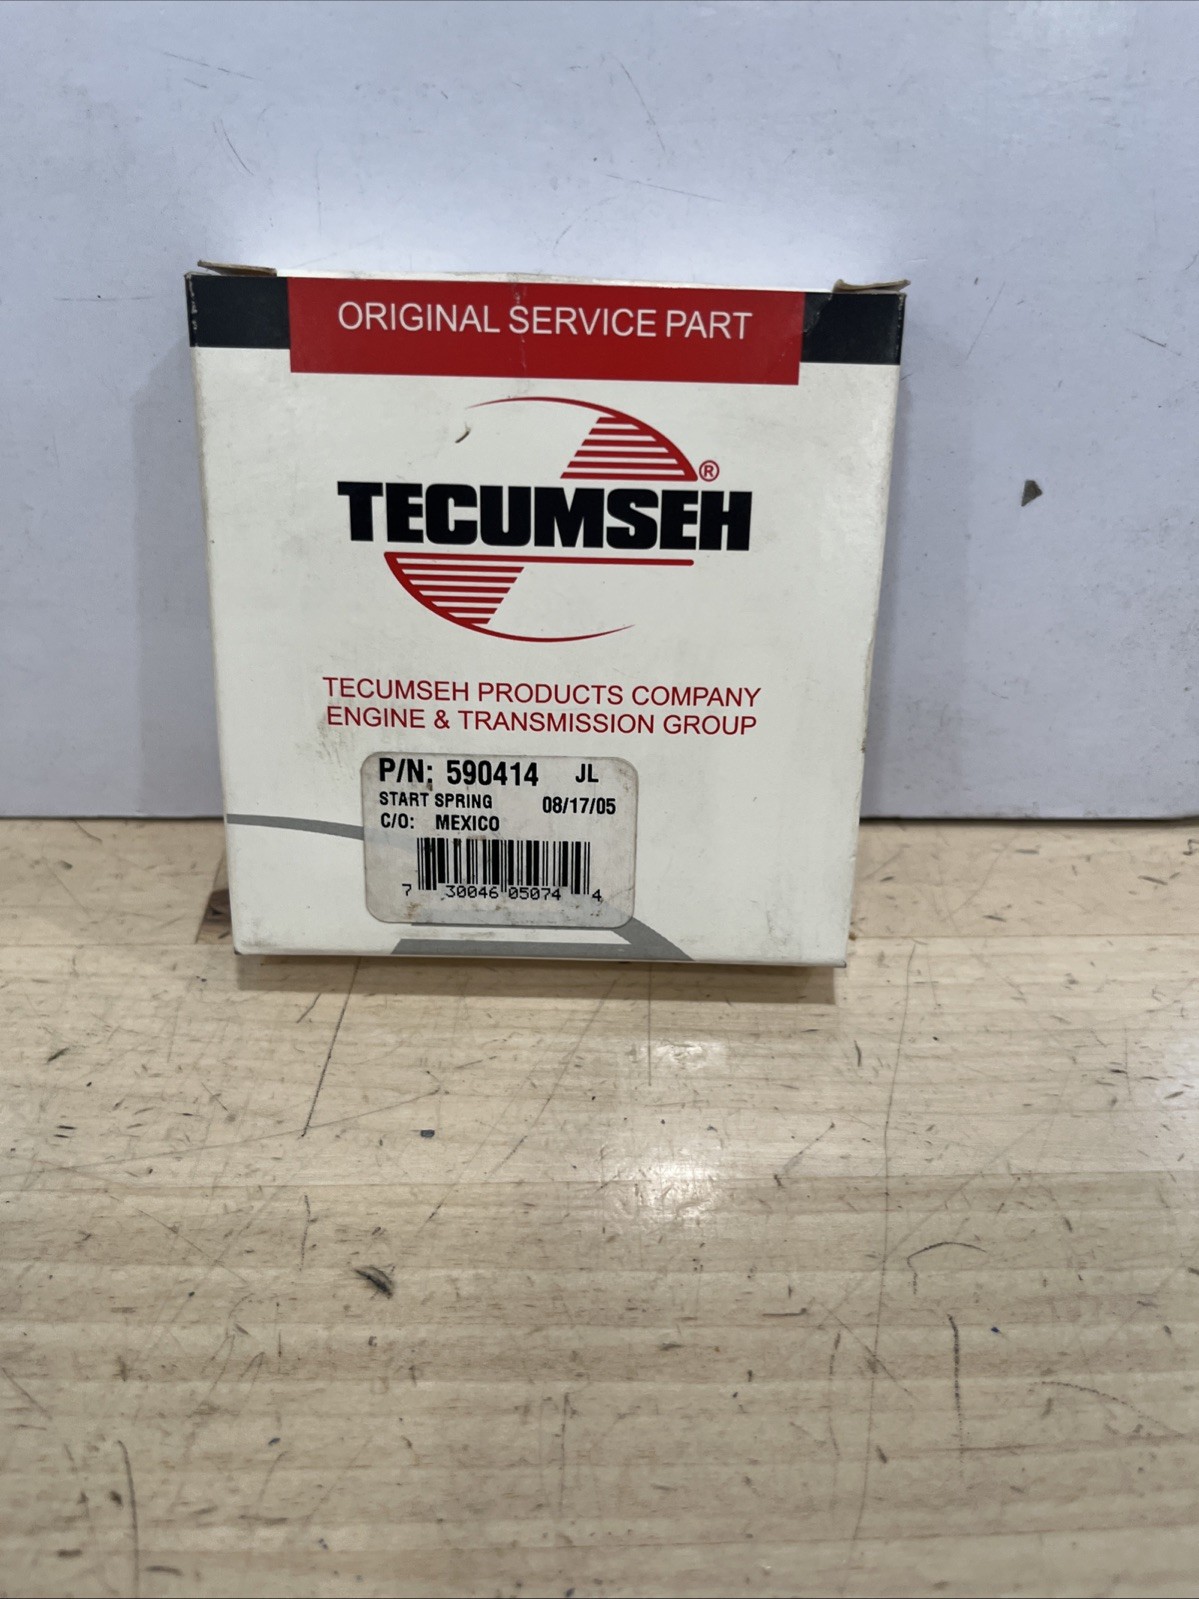 ORIGINAL SERVICE PART
TECUMSEH®
TECUMSEH PRODUCTS COMPANY
ENGINE & TRANSMISSION GROUP
P/N: 590414 JL
START SPRING 08/17/05
C/O: MEXICO
7 30046 05074 4